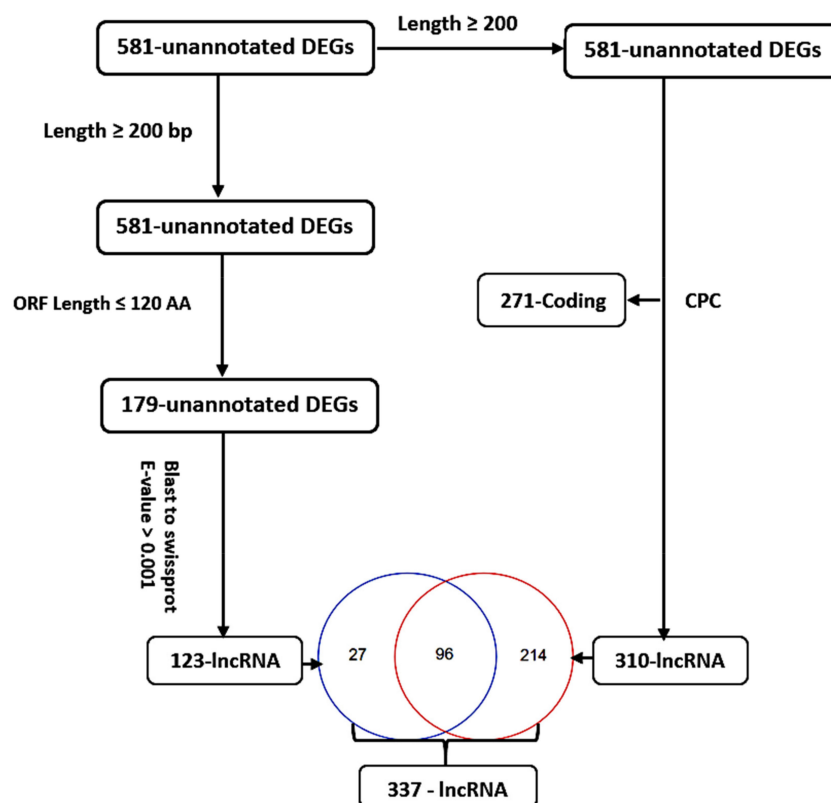 581-unannotated DEGs
Length ≥ 200
581-unannotated DEGs
Length ≥ 200 bp
581-unannotated DEGs
271-Coding
CPC
ORF Length ≤ 120 AA
179-unannotated DEGs
Blast to swissprot
E-value > 0.001
123-lncRNA
27
96
214
310-lncRNA
337 - lncRNA